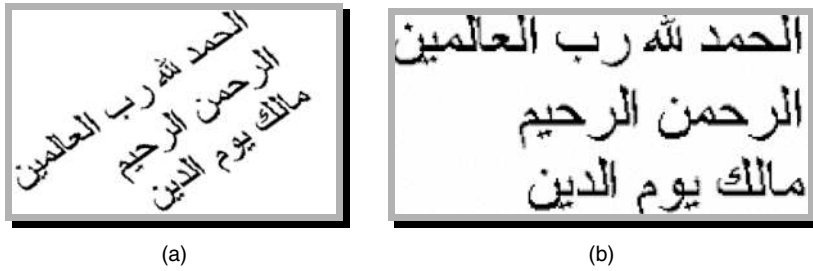 الحمد لله رب العالمين
الرحمن الرحيم
مالك يوم الدين
(a)
الحمد لله رب العالمين
الرحمن الرحيم
مالك يوم الدين
(b)